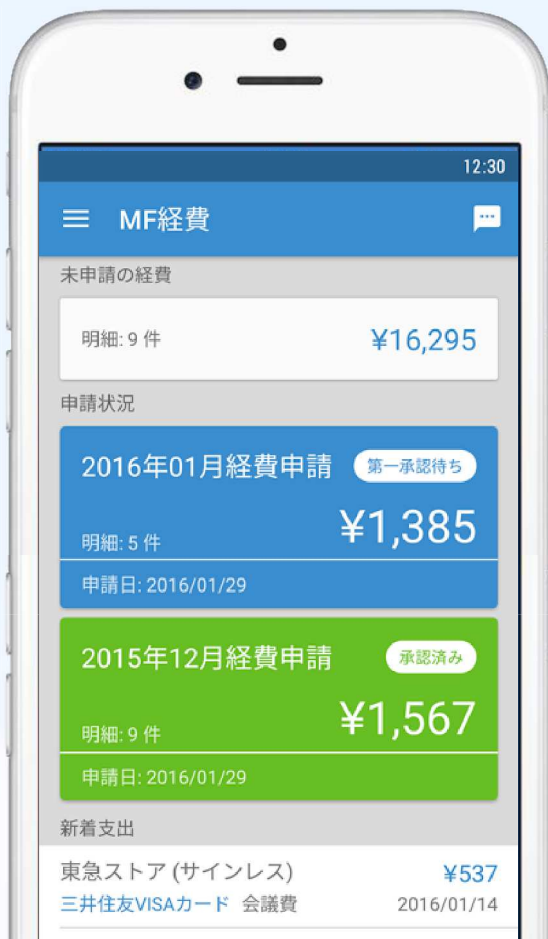 12:30
MF経費
未申請の経費
明細: 9 件 ¥16,295
申請状況
2016年01月経費申請 第一承認待ち
明細: 5 件 ¥1,385
申請日: 2016/01/29
2015年12月経費申請 承認済み
明細: 9 件 ¥1,567
申請日: 2016/01/29
新着支出
東急ストア (サインレス) ¥537
三井住友VISAカード 会議費 2016/01/14